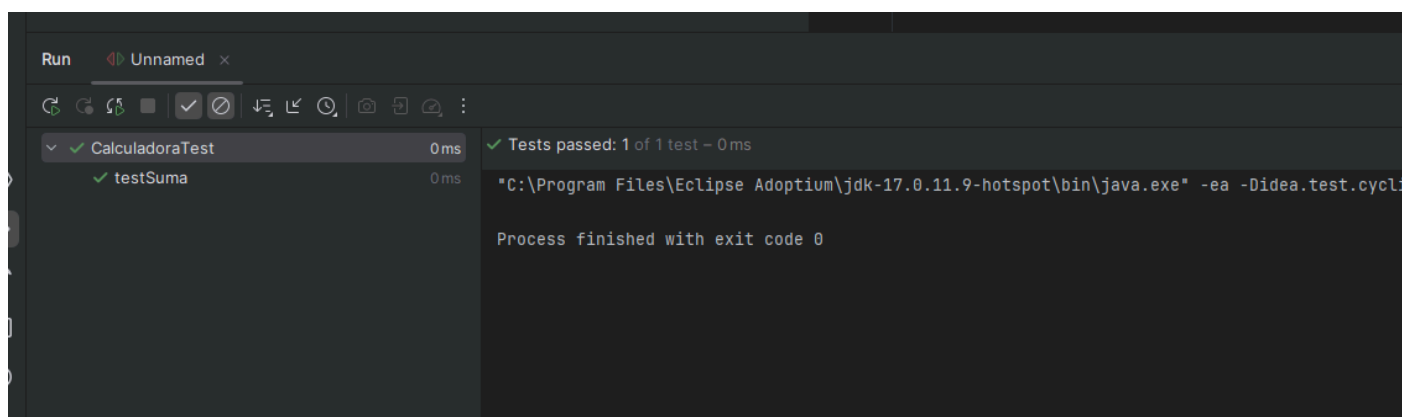 Run Unnamed
CalculadoraTest 0 ms
testSuma 0 ms
Tests passed: 1 of 1 test – 0 ms
"C:\Program Files\Eclipse Adoptium\jdk-17.0.11.9-hotspot\bin\java.exe" -ea -Didea.test.cycli
Process finished with exit code 0